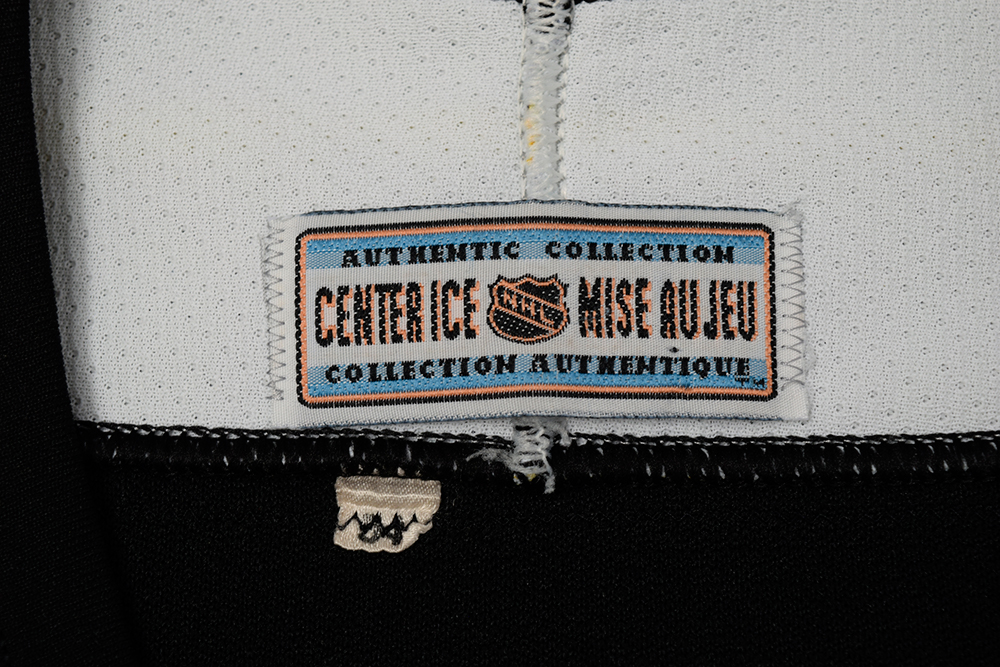 AUTHENTIC COLLECTION
CENTER ICE NHL MISE AU JEU
COLLECTION AUTHENTIQUE